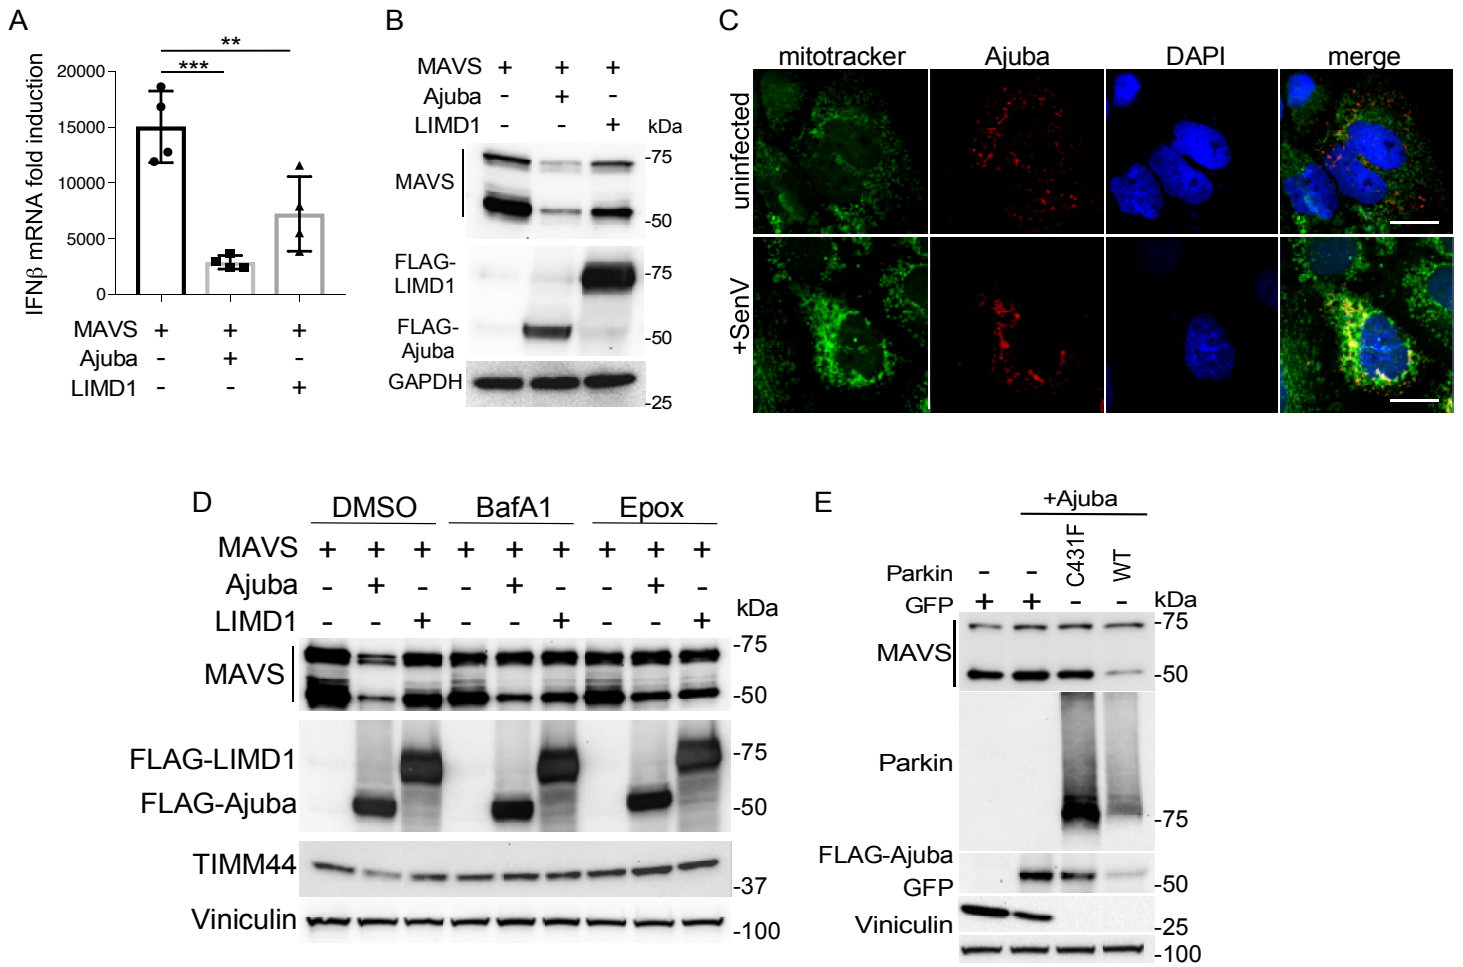 A
IFNβ mRNA fold induction
20000
15000
10000
5000
0
**
***
MAVS + + +
Ajuba - + -
LIMD1 - - +
B
MAVS + + +
Ajuba - + -
LIMD1 - - +
kDa
MAVS
-75
-50
FLAG-
LIMD1
-75
FLAG-
Ajuba
-50
GAPDH
-25
C
mitotracker Ajuba DAPI merge
uninfected
+SenV
D
DMSO BafA1 Epox
MAVS + + + + + + + + +
Ajuba - + - - + - - + -
LIMD1 - - + - - + - - +
kDa
MAVS
-75
-50
FLAG-LIMD1
-75
FLAG-Ajuba
-50
TIMM44
-37
Viniculin
-100
E
+Ajuba
Parkin - - C431F WT
GFP + + - -
kDa
MAVS
-75
-50
Parkin
-75
FLAG-Ajuba
-50
GFP
-25
Viniculin
-100